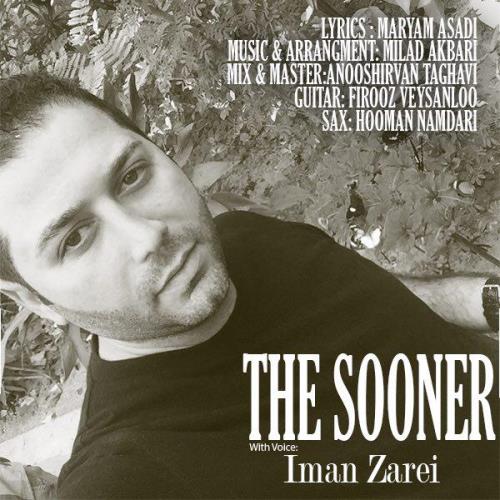 LYRICS : MARYAM ASADI
MUSIC & ARRANGMENT: MILAD AKBARI
MIX & MASTER:ANOOSHIRVAN TAGHAVI
GUITAR: FIROOZ VEYSANLOO
SAX: HOOMAN NAMDARI
THE SOONER
With Voice:
Iman Zarei